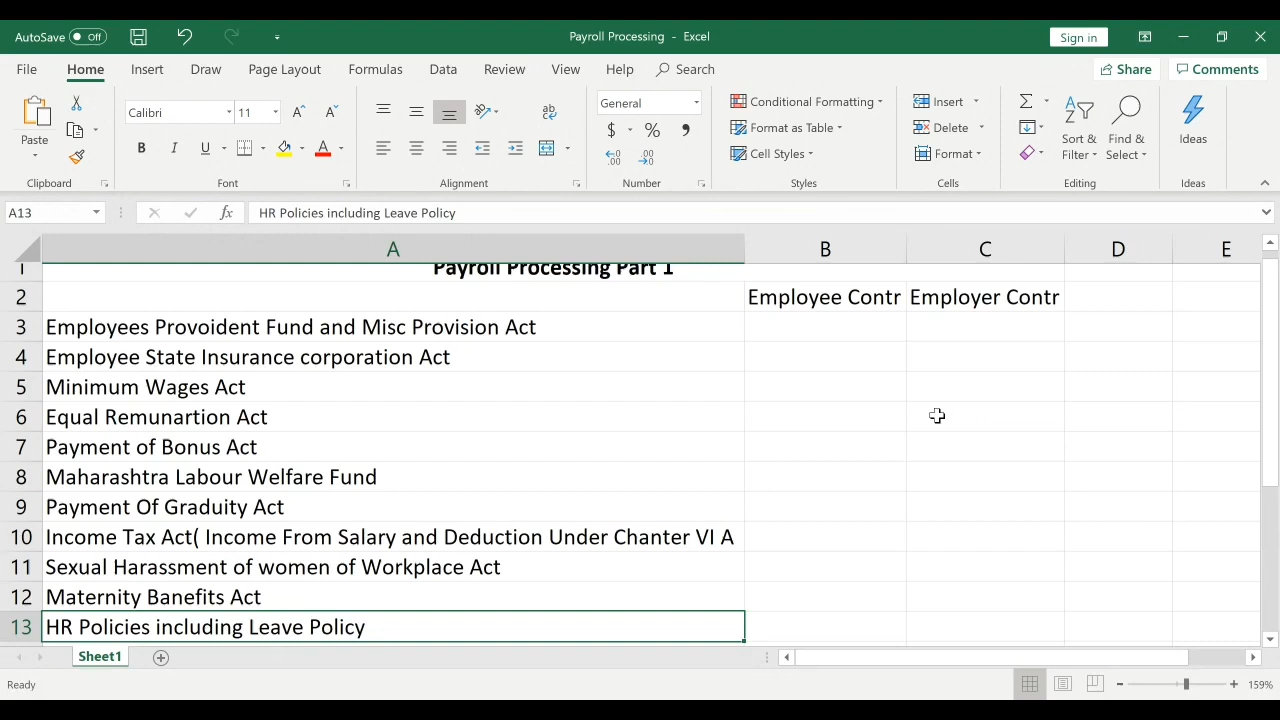 AutoSave Off
Payroll Processing - Excel
Sign in
File Home Insert Draw Page Layout Formulas Data Review View Help Search
Share Comments
Paste
Clipboard
Calibri 11
B I U A
Font
Alignment
General
$ % ,
Number
Conditional Formatting
Format as Table
Cell Styles
Styles
Insert
Delete
Format
Cells
Sort & Filter
Find & Select
Editing
Ideas
Ideas
A13 fx HR Policies including Leave Policy
A B C D E
1 Payroll Processing Part 1
2 Employee Contr Employer Contr
3 Employees Provoident Fund and Misc Provision Act
4 Employee State Insurance corporation Act
5 Minimum Wages Act
6 Equal Remunartion Act
7 Payment of Bonus Act
8 Maharashtra Labour Welfare Fund
9 Payment Of Graduity Act
10 Income Tax Act( Income From Salary and Deduction Under Chanter VI A
11 Sexual Harassment of women of Workplace Act
12 Maternity Banefits Act
13 HR Policies including Leave Policy
Sheet1
Ready
159%